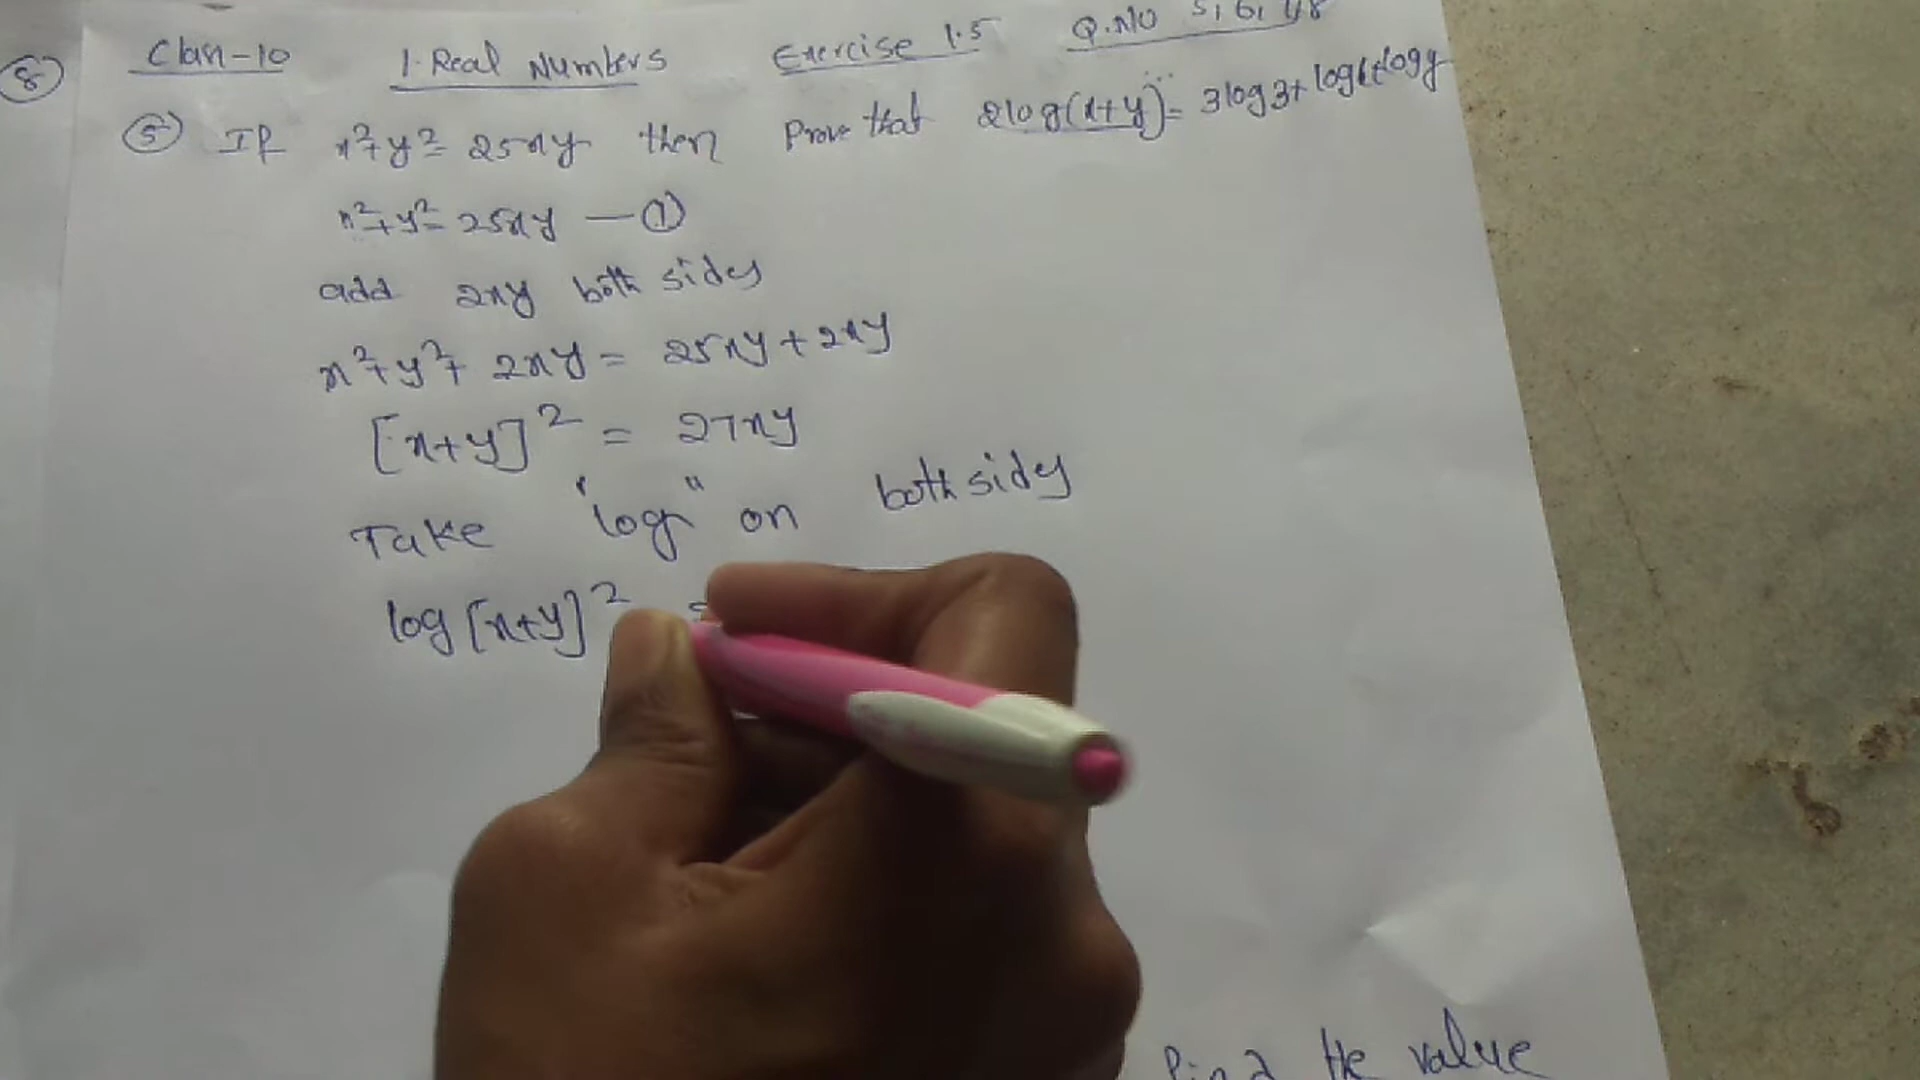 8 Class-10 1. Real Numbers Exercise 1.5 Q.No 5, 6,
5 If x²+y²= 25xy then Prove that 2log(x+y)= 3log3+ logx+logy
x²+y²= 25xy — 1
add 2xy both sides
x²+y²+ 2xy = 25xy + 2xy
[x+y]² = 27xy
Take "log" on both sides
log [x+y]² =
find the value